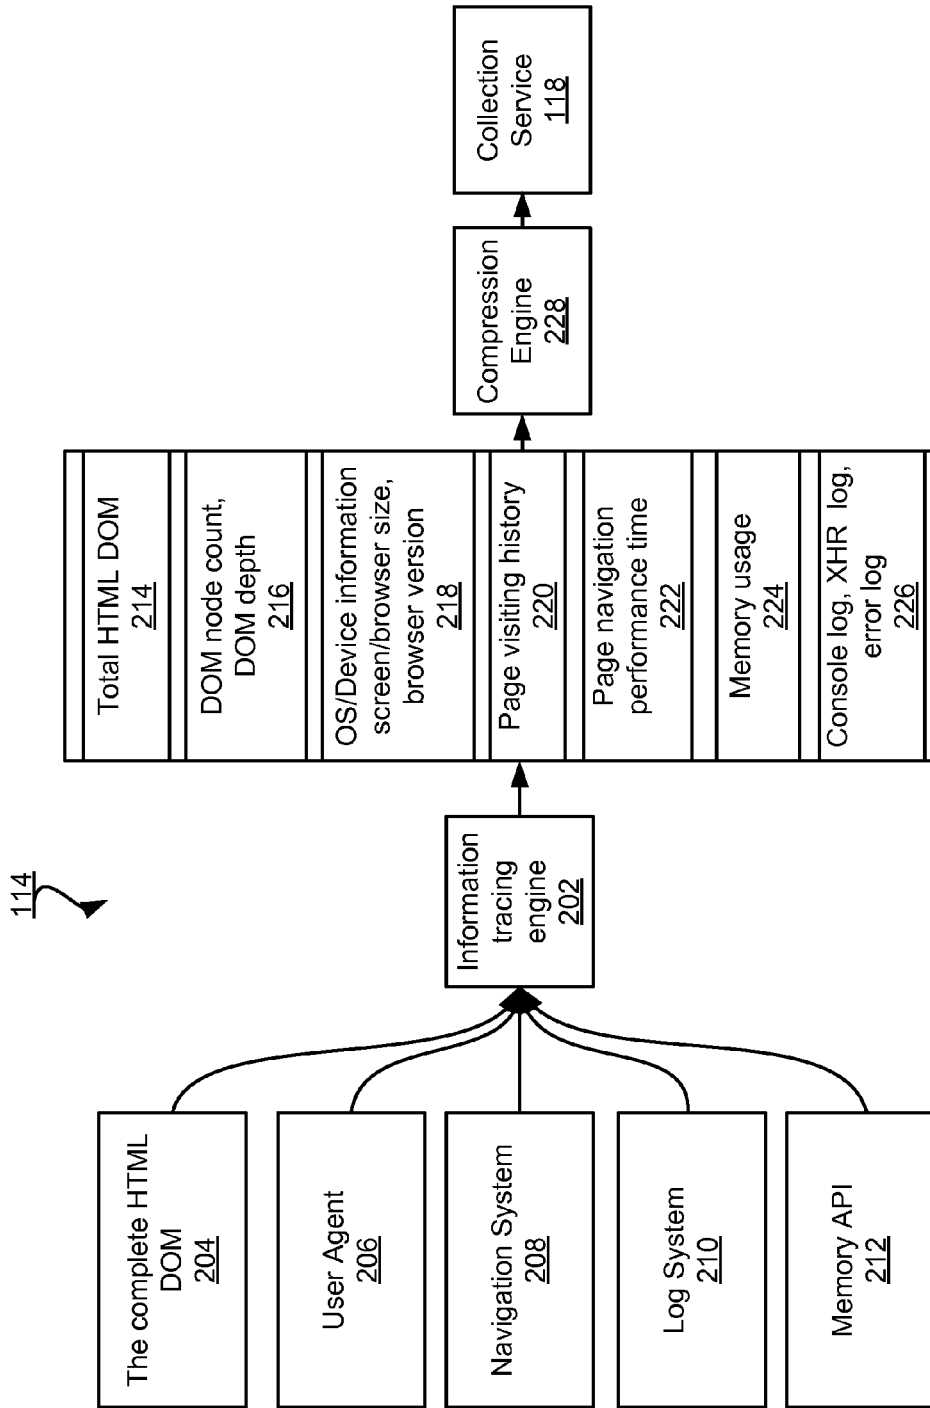 114
The complete HTML
DOM
204
User Agent
206
Navigation System
208
Log System
210
Memory API
212
Information
tracing
engine
202
Total HTML DOM
214
DOM node count,
DOM depth
216
OS/Device information
screen/browser size,
browser version
218
Page visiting history
220
Page navigation
performance time
222
Memory usage
224
Console log, XHR log,
error log
226
Compression
Engine
228
Collection
Service
118